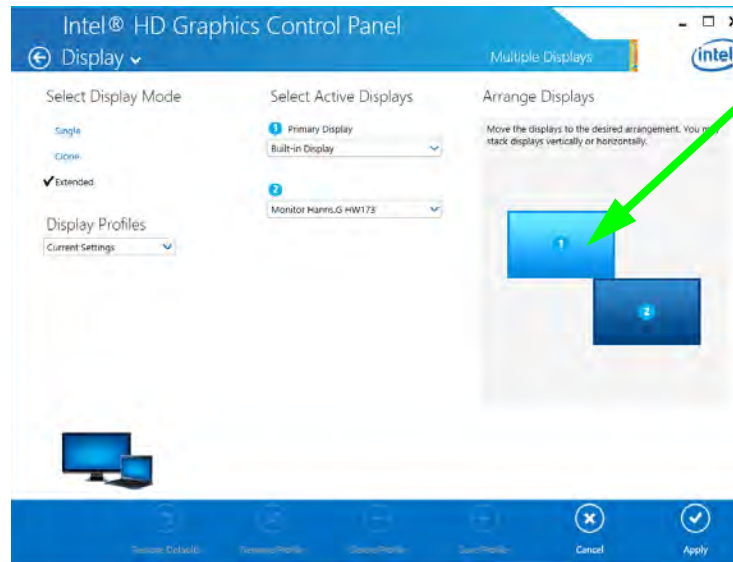 Intel® HD Graphics Control Panel
Display
Multiple Displays
intel
Select Display Mode
Single
Clone
Extended
Display Profiles
Current Settings
Select Active Displays
1 Primary Display
Built-in Display
2
Monitor Hanns.G HW173
Arrange Displays
Move the displays to the desired arrangement. You may
stack displays vertically or horizontally.
1
2
Restore Defaults
Cancel
Apply